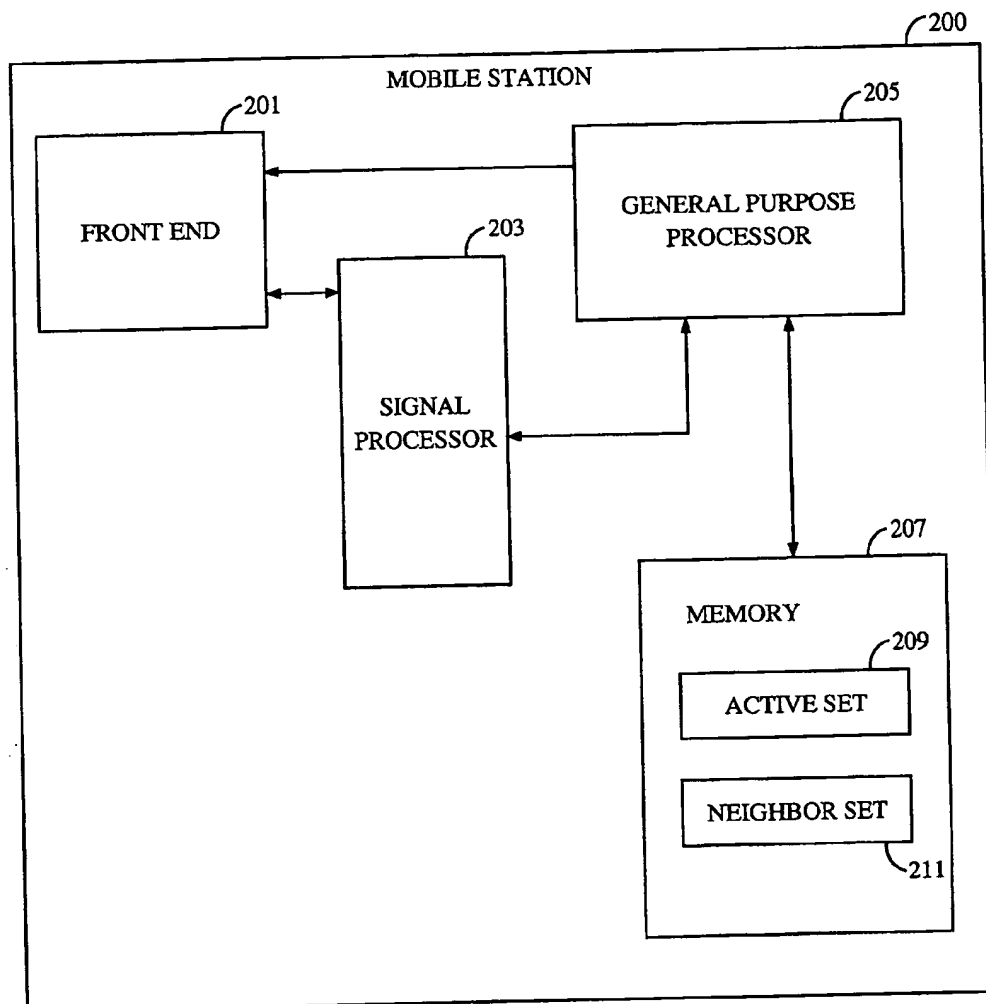 200
MOBILE STATION
201
205
FRONT END
GENERAL PURPOSE
PROCESSOR
203
SIGNAL
PROCESSOR
207
MEMORY
209
ACTIVE SET
NEIGHBOR SET
211